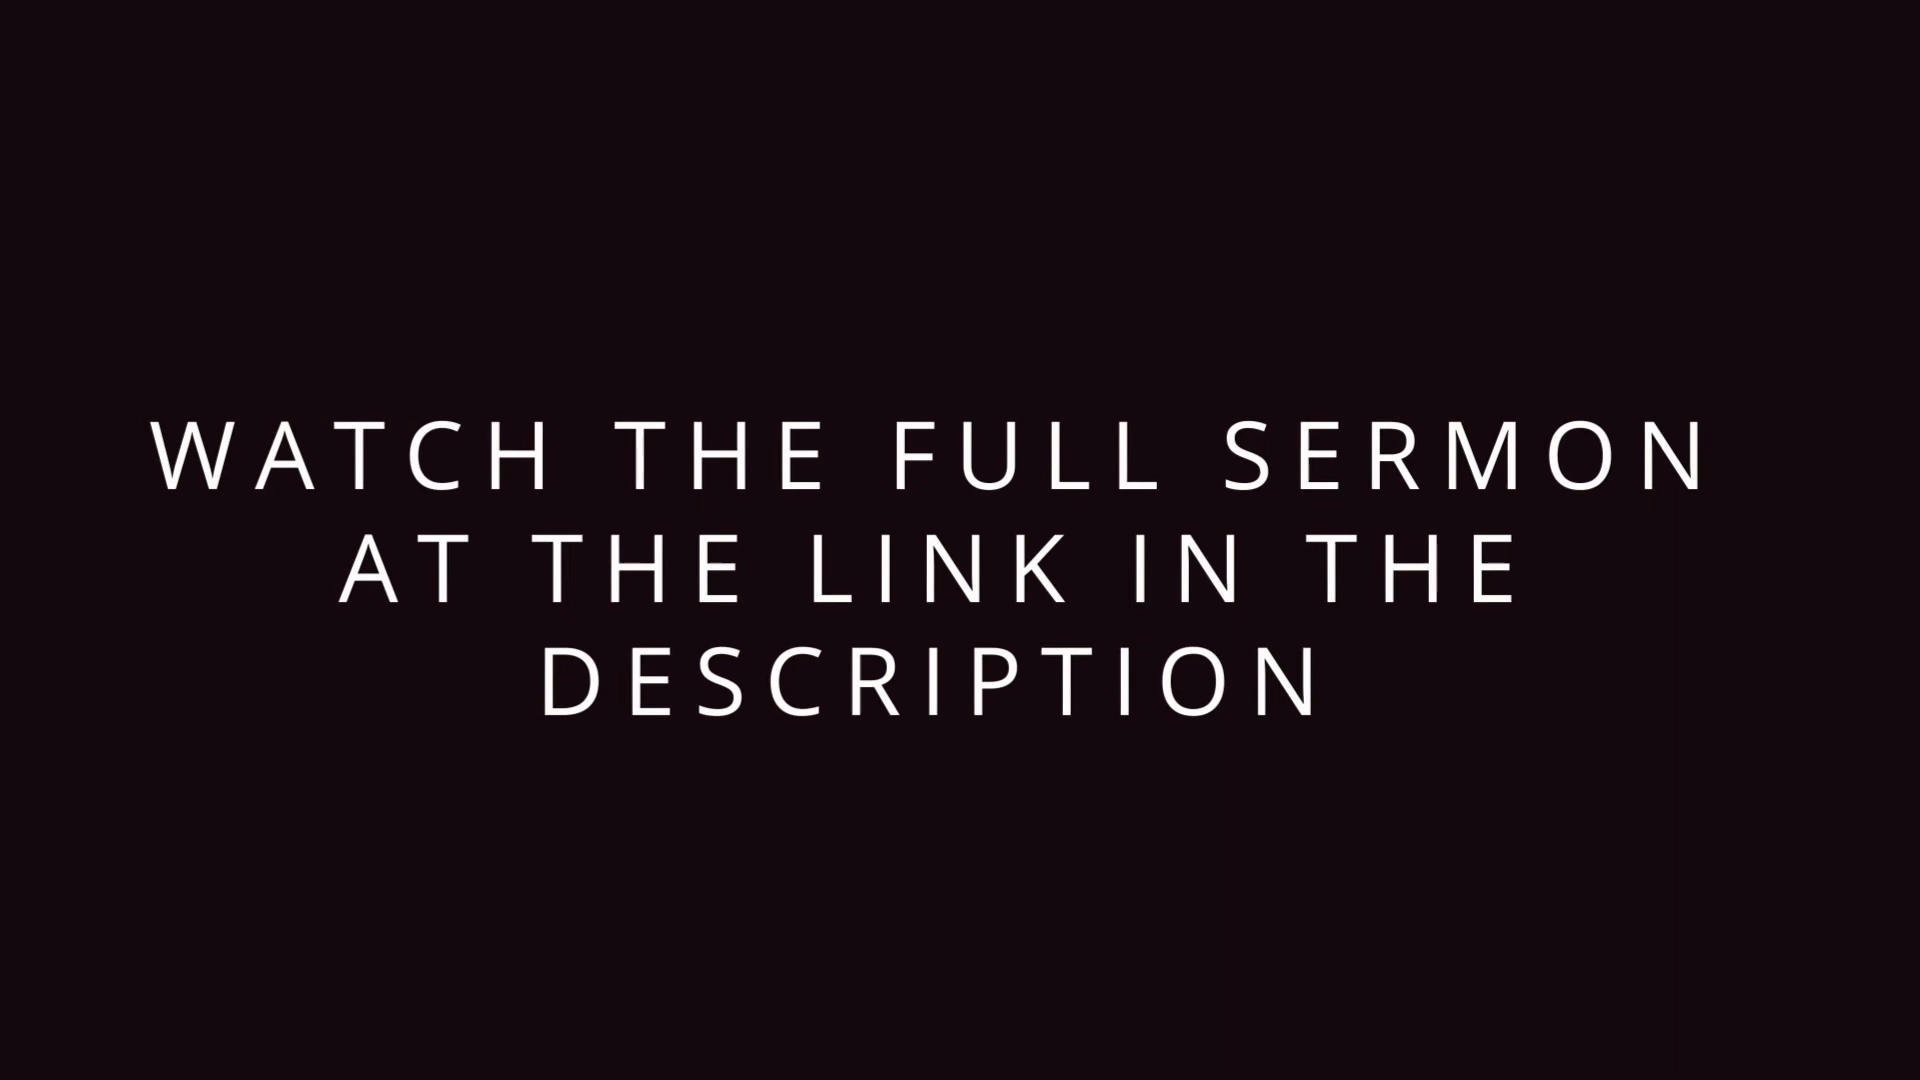 WATCH THE FULL SERMON
AT THE LINK IN THE
DESCRIPTION